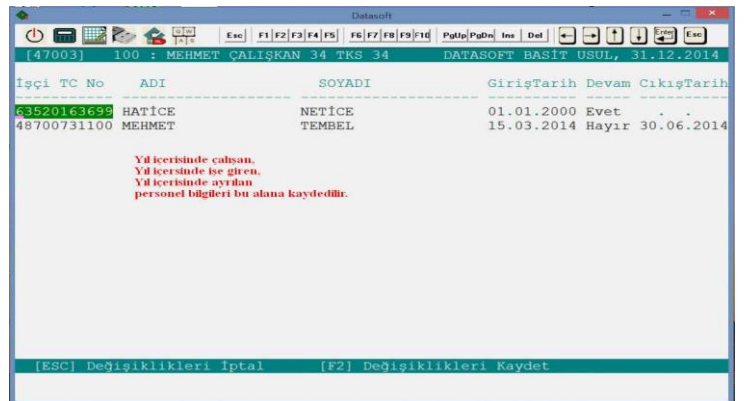 Datasoft
Esc F1 F2 F3 F4 F5 F6 F7 F8 F9 F10 PgUp PgDn Ins Del Enter Esc
[47003] 100 : MEHMET ÇALIŞKAN 34 TKS 34 DATASOFT BASİT USUL, 31.12.2014
İşçi TC No ADI SOYADI GirişTarih Devam CıkışTarih
63520163699 HATİCE NETİCE 01.01.2000 Evet . .
48700731100 MEHMET TEMBEL 15.03.2014 Hayır 30.06.2014
Yıl içerisinde çalışan,
Yıl içersinde işe giren,
Yıl içerisinde ayrılan
personel bilgileri bu alana kaydedilir.
[ESC] Değişiklikleri İptal [F2] Değişiklikleri Kaydet